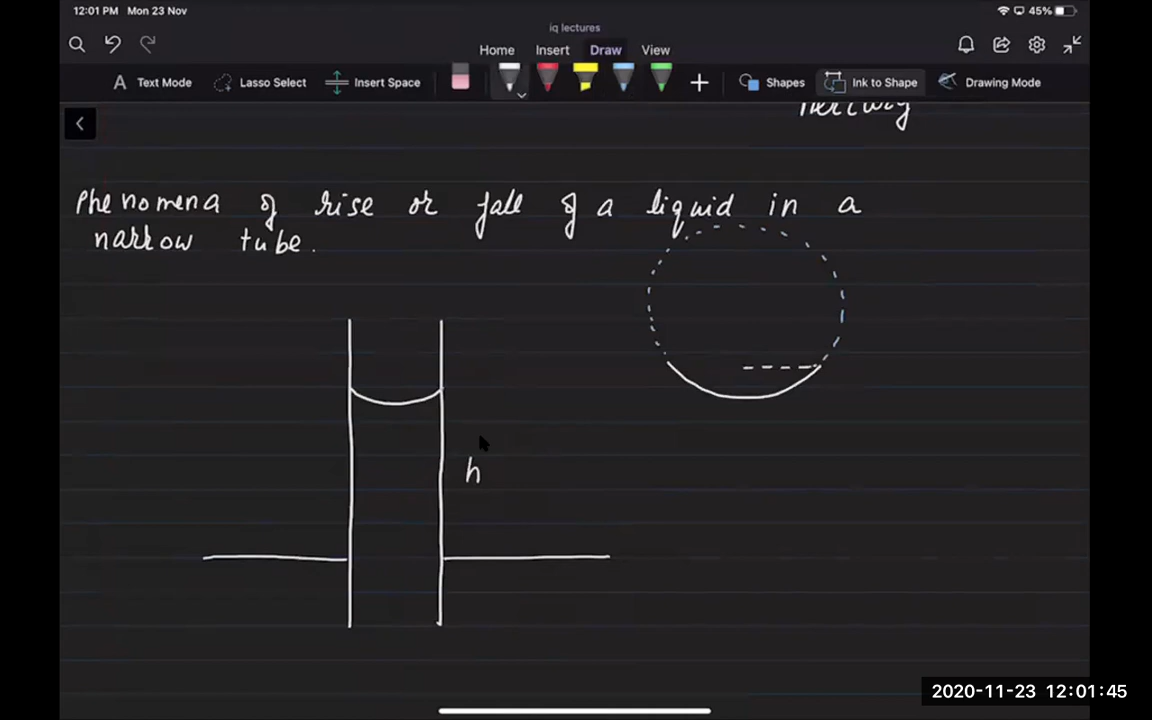 12:01 PM Mon 23 Nov
45%
iq lectures
Home Insert Draw View
Text Mode Lasso Select Insert Space Shapes Ink to Shape Drawing Mode
Phenomena of rise or fall of a liquid in a
narrow tube.
h
2020-11-23 12:01:45